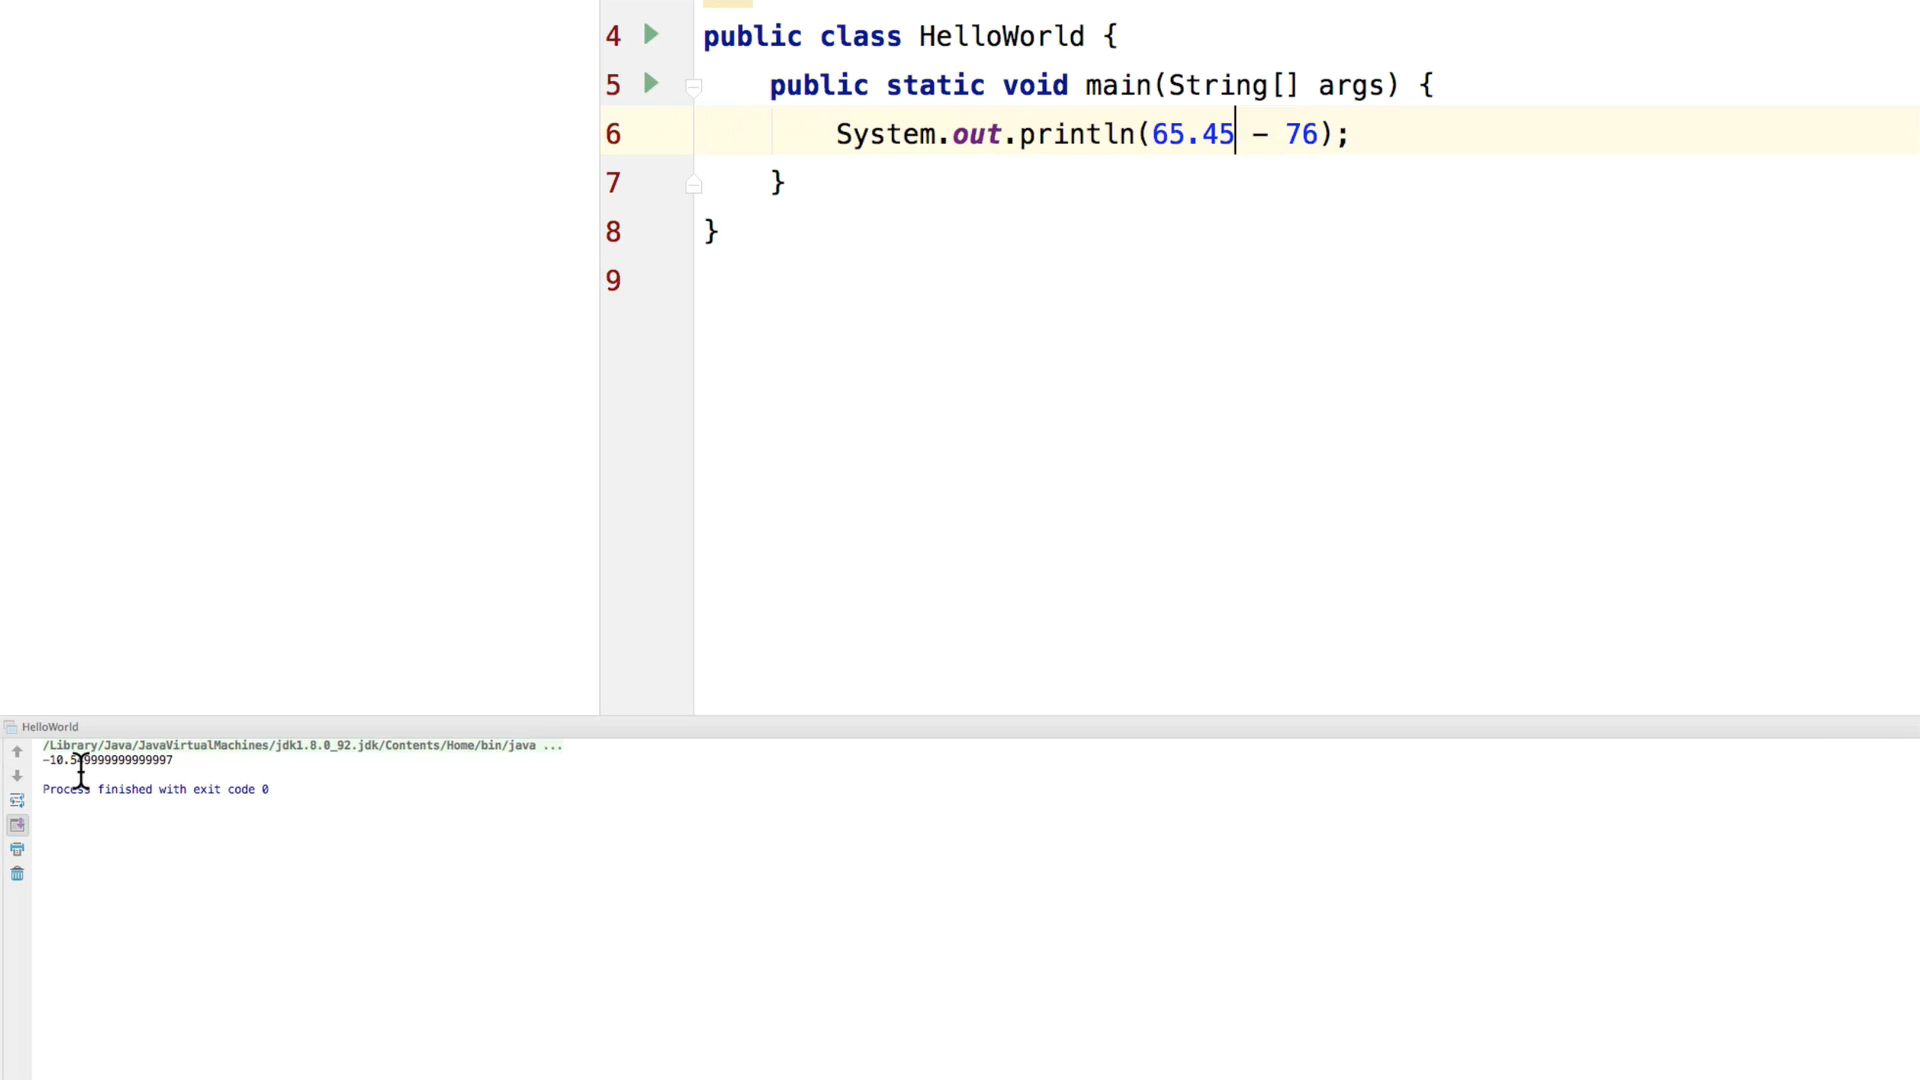 4 public class HelloWorld {
5 public static void main(String[] args) {
6 System.out.println(65.45 - 76);
7 }
8 }
9
HelloWorld
/Library/Java/JavaVirtualMachines/jdk1.8.0_92.jdk/Contents/Home/bin/java ...
-10.549999999999997
Process finished with exit code 0